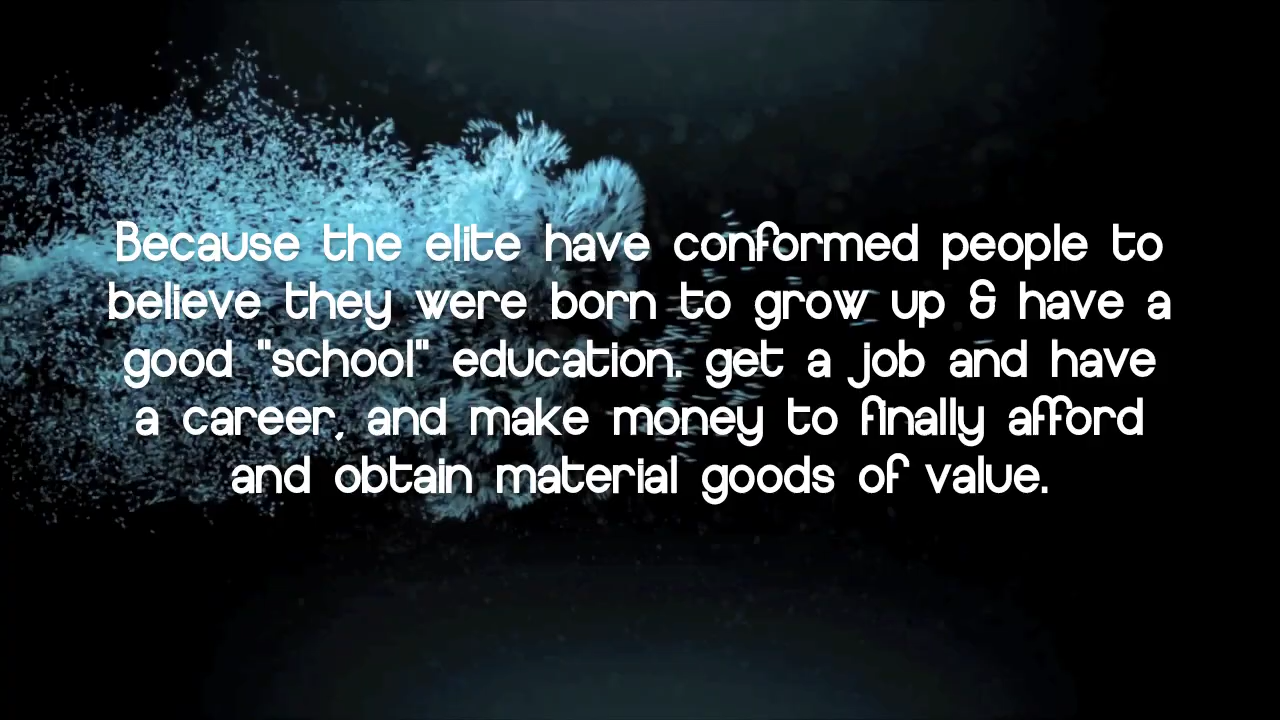 Because the elite have conformed people to
believe they were born to grow up & have a
good "school" education. get a job and have
a career, and make money to finally afford
and obtain material goods of value.